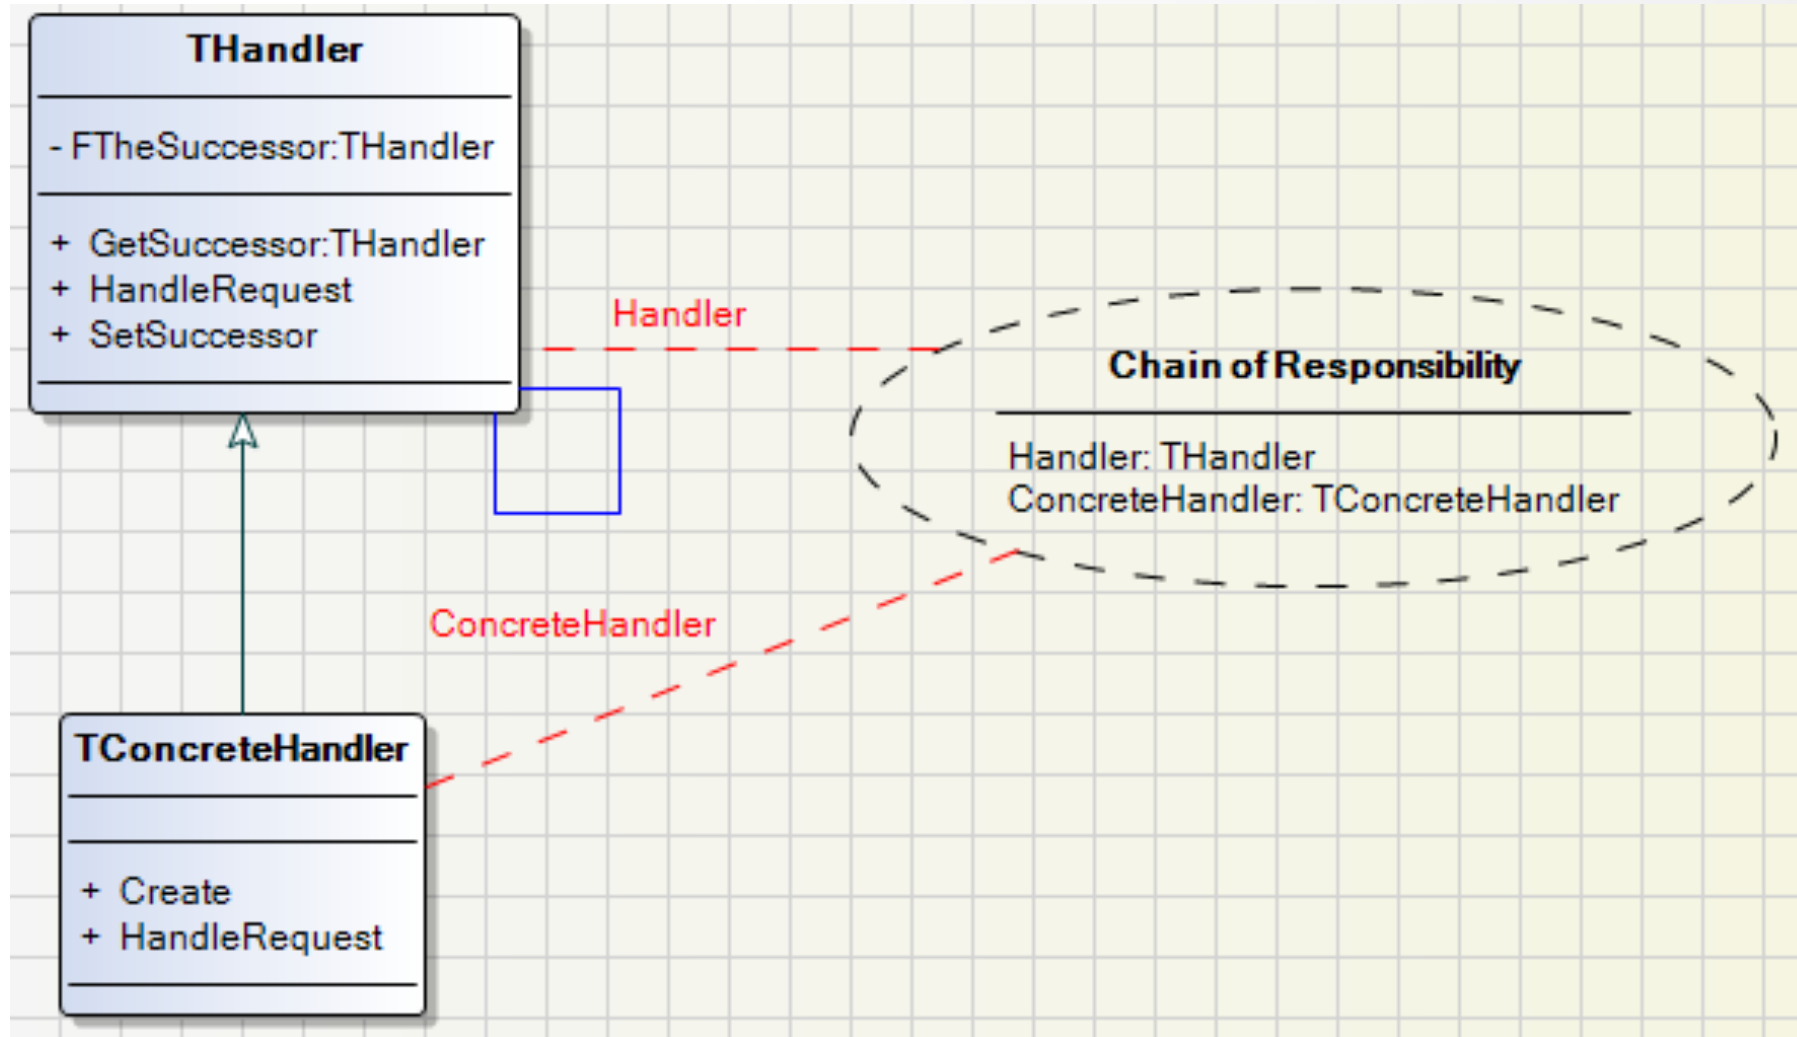 THandler
- FTheSuccessor:THandler
+ GetSuccessor:THandler
+ HandleRequest
+ SetSuccessor
Handler
Chain of Responsibility
Handler: THandler
ConcreteHandler: TConcreteHandler
ConcreteHandler
TConcreteHandler
+ Create
+ HandleRequest